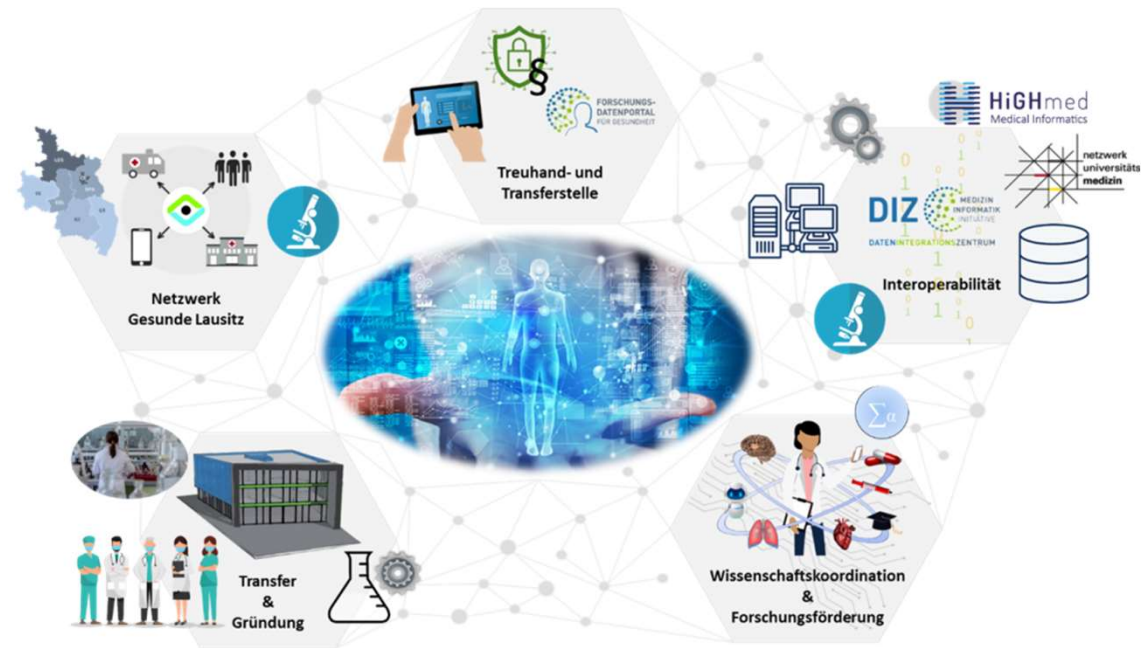 §
FORSCHUNGS-
DATENPORTAL
FÜR GESUNDHEIT
Treuhand- und
Transferstelle
HiGHmed
Medical Informatics
netzwerk
universitäts
medizin
DIZ
MEDIZIN
INFORMATIK
INITIATIVE
DATENINTEGRATIONSZENTRUM
Interoperabilität
Netzwerk
Gesunde Lausitz
Σα
Wissenschaftskoordination
&
Forschungsförderung
Transfer
&
Gründung